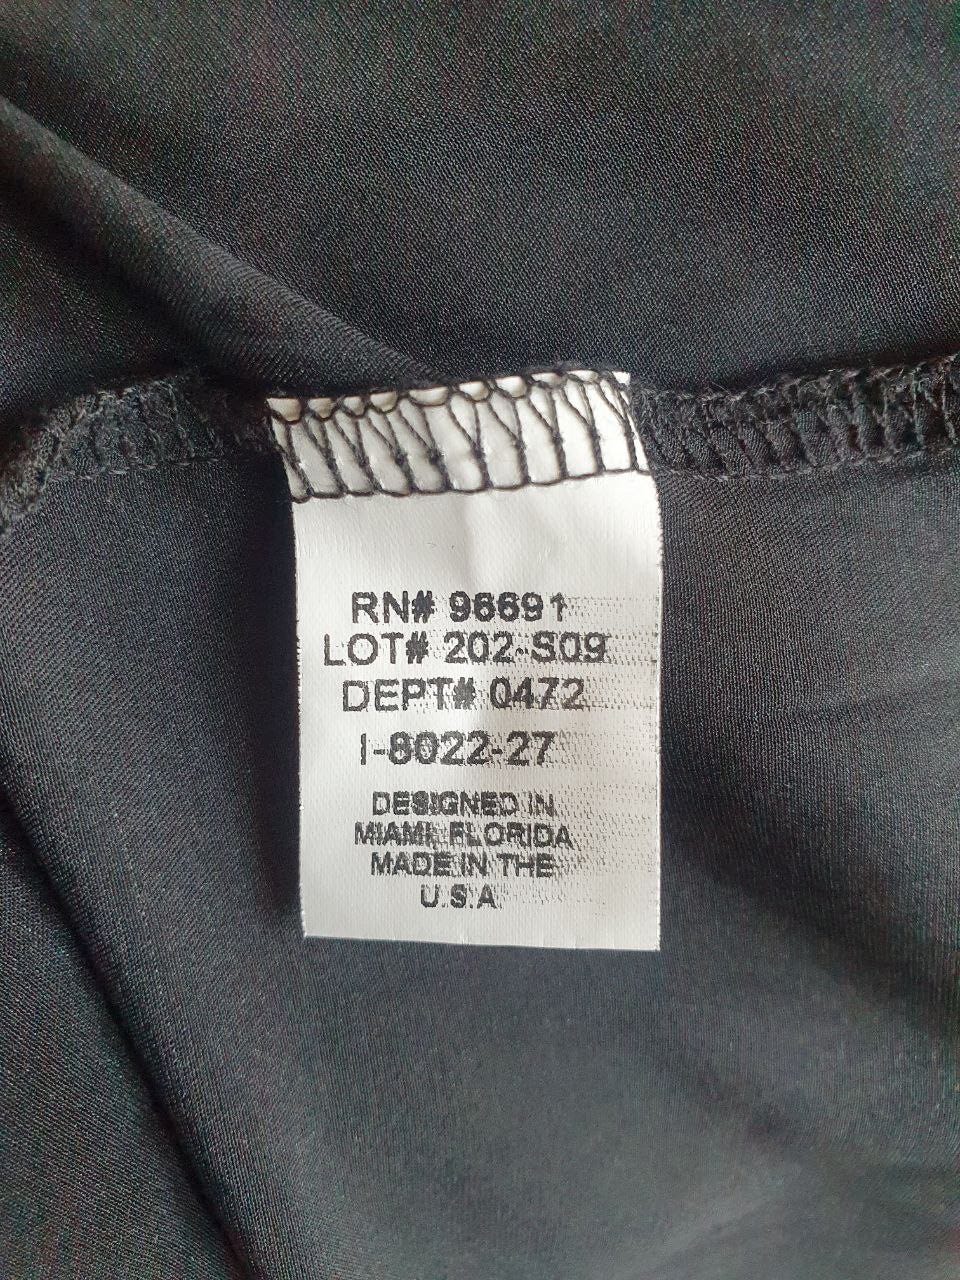 RN# 96691
LOT# 202-S09
DEPT# 0472
I-8022-27
DESIGNED IN
MIAMI, FLORIDA
MADE IN THE
U.S.A